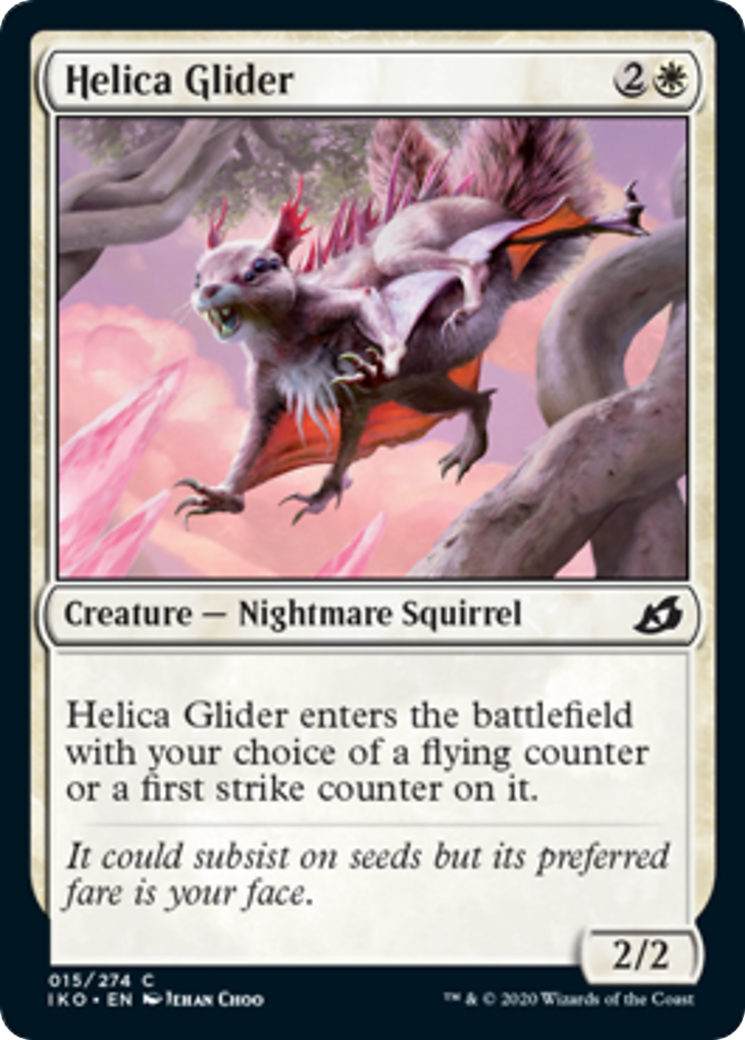 Helica Glider 2
Creature — Nightmare Squirrel
Helica Glider enters the battlefield
with your choice of a flying counter
or a first strike counter on it.
It could subsist on seeds but its preferred
fare is your face.
2/2
015/274 C
IKO • EN Jehan Choo
™ & © 2020 Wizards of the Coast